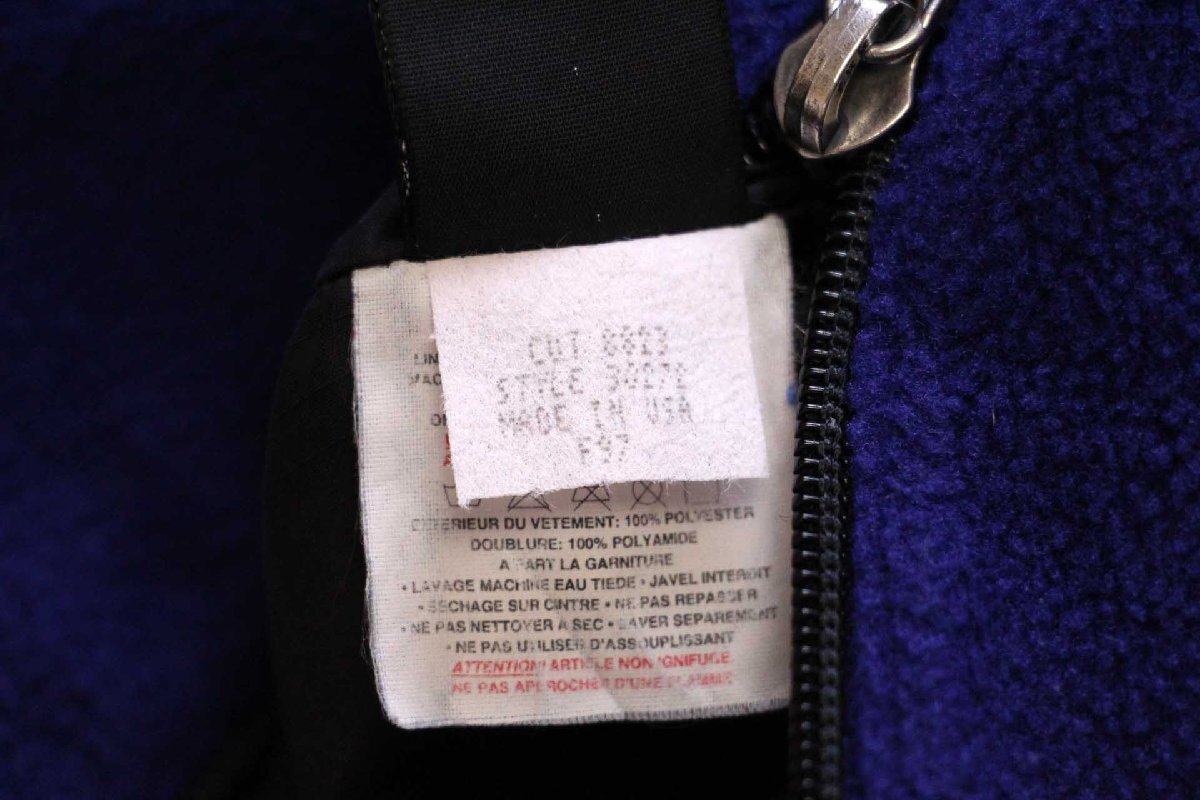 CUT 8823
STYLE
MADE IN USA
F97
EXTERIEUR DU VETEMENT: 100% POLYESTER
DOUBLURE: 100% POLYAMIDE
A PART LA GARNITURE
• LAVAGE MACHINE EAU TIEDE • JAVEL INTERDIT
• SECHAGE SUR CINTRE • NE PAS REPASSER
• NE PAS NETTOYER A SEC • LAVER SEPAREMENT
• NE PAS UTILISER D'ASSOUPLISSANT
ATTENTION! ARTICLE NON IGNIFUGE
NE PAS APPROCHER D'UNE FLAMME